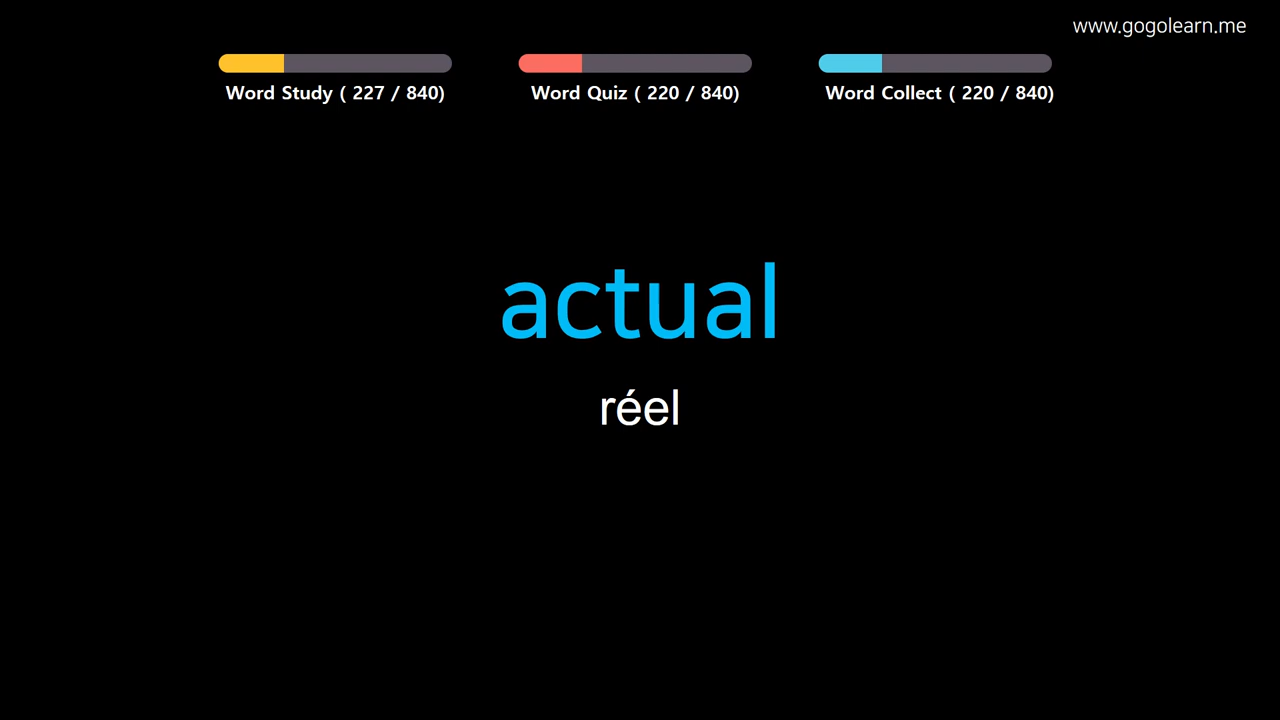 www.gogolearn.me
Word Study ( 227 / 840)
Word Quiz ( 220 / 840)
Word Collect ( 220 / 840)
actual
réel